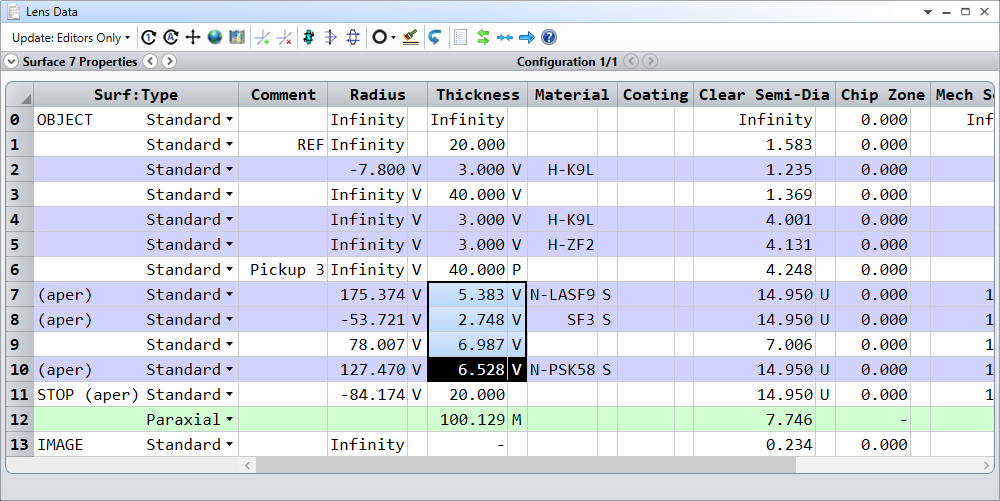 Lens Data
Update: Editors Only
Surface 7 Properties Configuration 1/1
Surf:Type Comment Radius Thickness Material Coating Clear Semi-Dia Chip Zone Mech Se
0 OBJECT Standard Infinity Infinity Infinity 0.000 Inf
1 Standard REF Infinity 20.000 1.583 0.000
2 Standard -7.800 V 3.000 V H-K9L 1.235 0.000
3 Standard Infinity V 40.000 V 1.369 0.000
4 Standard Infinity V 3.000 V H-K9L 4.001 0.000
5 Standard Infinity V 3.000 V H-ZF2 4.131 0.000
6 Standard Pickup 3 Infinity V 40.000 P 4.248 0.000
7 (aper) Standard 175.374 V 5.383 V N-LASF9 S 14.950 U 0.000 1
8 (aper) Standard -53.721 V 2.748 V SF3 S 14.950 U 0.000 1
9 Standard 78.007 V 6.987 V 7.006 0.000 1
10 (aper) Standard 127.470 V 6.528 V N-PSK58 S 14.950 U 0.000 1
11 STOP (aper) Standard -84.174 V 20.000 14.950 U 0.000 1
12 Paraxial 100.129 M 7.746 -
13 IMAGE Standard Infinity - 0.234 0.000